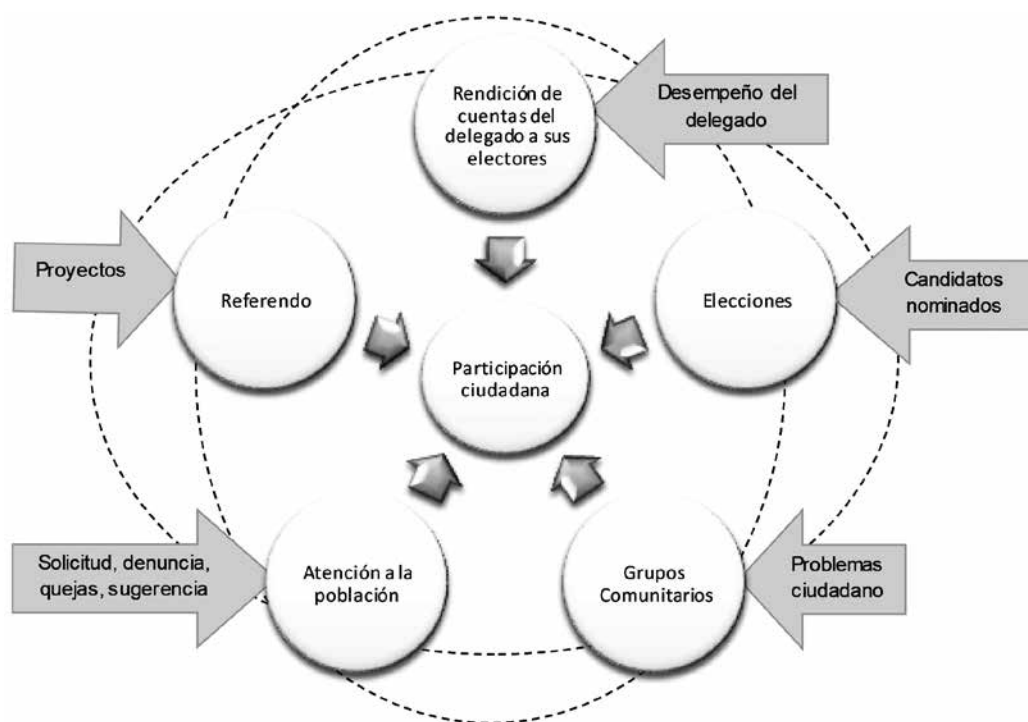 Rendición de
cuentas del
delegado a sus
electores
Desempeño del
delegado
Proyectos
Referendo
Elecciones
Candidatos
nominados
Participación
ciudadana
Solicitud, denuncia,
quejas, sugerencia
Atención a la
población
Grupos
Comunitarios
Problemas
ciudadano